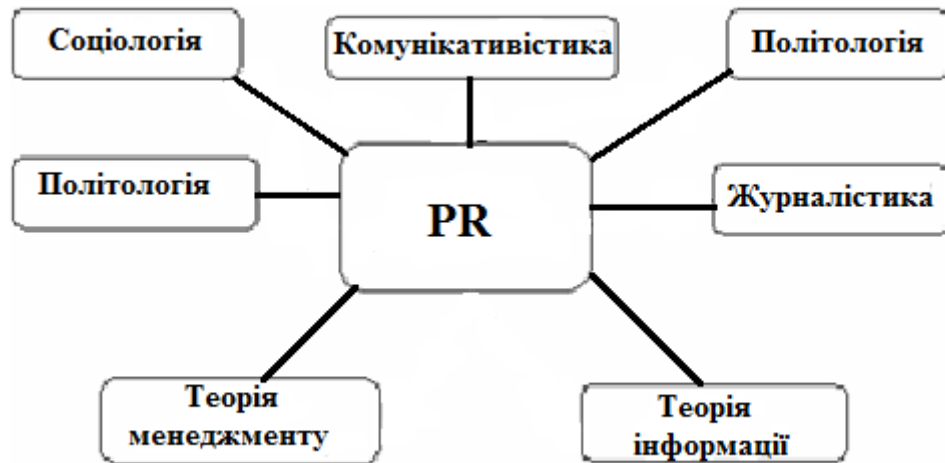 Соціологія
Комунікативістика
Політологія
Політологія
PR
Журналістика
Теорія
менеджменту
Теорія
інформації